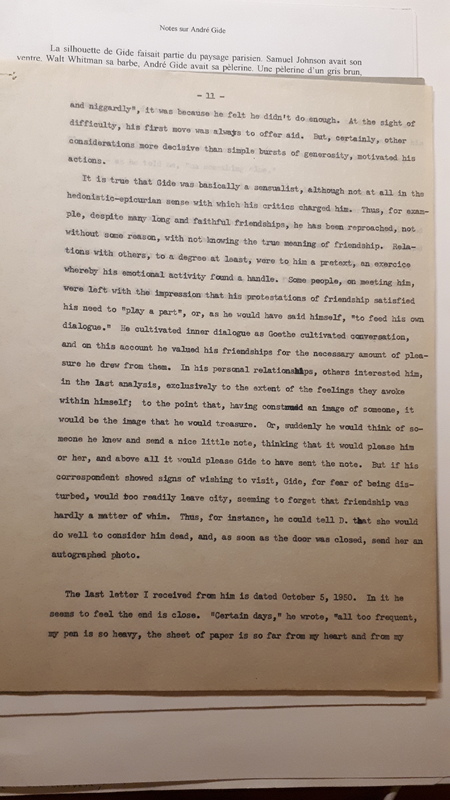 Notes sur André Gide
La silhouette de Gide faisait partie du paysage parisien. Samuel Johnson avait son
ventre, Walt Whitman sa barbe, André Gide avait sa pèlerine. Une pèlerine d'un gris brun,
- 11 -
and niggardly", it was because he felt he didn't do enough. At the sight of
difficulty, his first move was always to offer aid. But, certainly, other
considerations more decisive than simple bursts of generosity, motivated his
actions.
It is true that Gide was basically a sensualist, although not at all in the
hedonistic-epicurian sense with which his critics charged him. Thus, for exam-
ple, despite many long and faithful friendships, he has been reproached, not
without some reason, with not knowing the true meaning of friendship. Rela-
tions with others, to a degree at least, were to him a pretext, an exercice
whereby his emotional activity found a handle. Some people, on meeting him,
were left with the impression that his protestations of friendship satisfied
his need to "play a part", or, as he would have said himself, "to feed his own
dialogue." He cultivated inner dialogue as Goethe cultivated conversation,
and on this account he valued his friendships for the necessary amount of plea-
sure he drew from them. In his personal relationships, others interested him,
in the last analysis, exclusively to the extent of the feelings they awoke
within himself; to the point that, having construed an image of someone, it
would be the image that he would treasure. Or, suddenly he would think of so-
meone he knew and send a nice little note, thinking that it would please him
or her, and above all it would please Gide to have sent the note. But if his
correspondent showed signs of wishing to visit, Gide, for fear of being dis-
turbed, would too readily leave city, seeming to forget that friendship was
hardly a matter of whim. Thus, for instance, he could tell D. that she would
do well to consider him dead, and, as soon as the door was closed, send her an
autographed photo.
The last letter I received from him is dated October 5, 1950. In it he
seems to feel the end is close. "Certain days," he wrote, "all too frequent,
my pen is so heavy, the sheet of paper is so far from my heart and from my